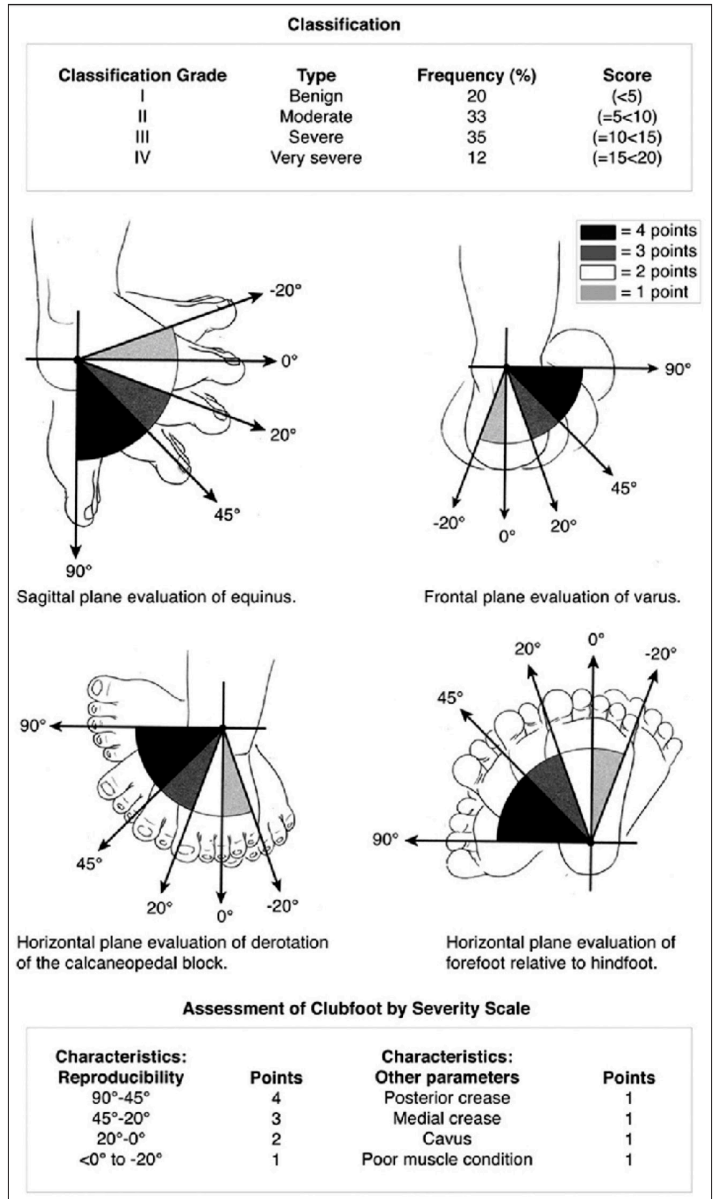 Classification
Classification Grade Type Frequency (%) Score
I Benign 20 (<5)
II Moderate 33 (=5<10)
III Severe 35 (=10<15)
IV Very severe 12 (=15<20)
= 4 points
= 3 points
= 2 points
= 1 point
-20°
0°
20°
45°
90°
Sagittal plane evaluation of equinus.
90°
45°
20°
0°
-20°
Frontal plane evaluation of varus.
90°
45°
20°
0°
-20°
Horizontal plane evaluation of derotation
of the calcaneopedal block.
0°
20°
-20°
45°
90°
Horizontal plane evaluation of
forefoot relative to hindfoot.
Assessment of Clubfoot by Severity Scale
Characteristics: Characteristics:
Reproducibility Points Other parameters Points
90°-45° 4 Posterior crease 1
45°-20° 3 Medial crease 1
20°-0° 2 Cavus 1
<0° to -20° 1 Poor muscle condition 1